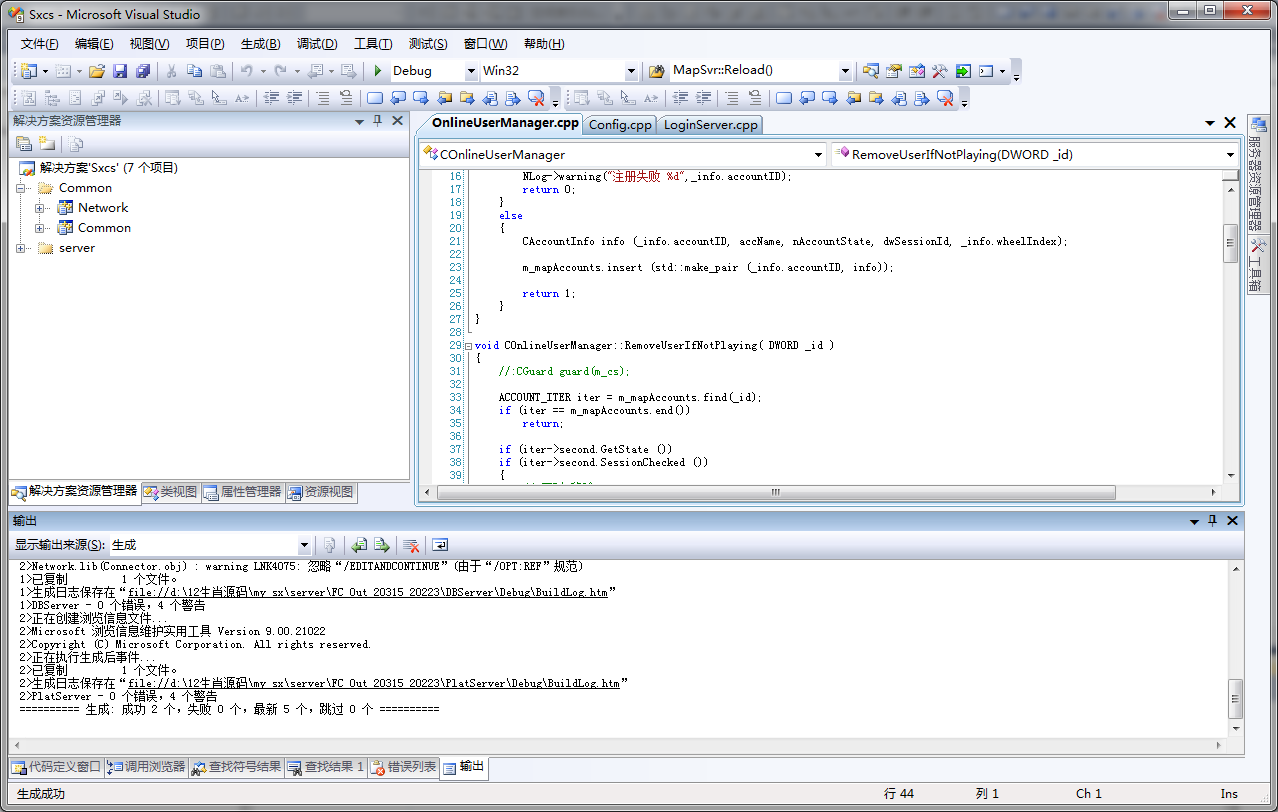 Sxcs - Microsoft Visual Studio
文件(F) 编辑(E) 视图(V) 项目(P) 生成(B) 调试(D) 工具(T) 测试(S) 窗口(W) 帮助(H)
Debug Win32 MapSvr::Reload()
解决方案资源管理器
解决方案'Sxcs' (7 个项目)
Common
Network
Common
server
解决方案资源管理器 类视图 属性管理器 资源视图
OnlineUserManager.cpp Config.cpp LoginServer.cpp
COnlineUserManager RemoveUserIfNotPlaying(DWORD _id)
16 NLog->warning("注册失败 %d",_info.accountID);
17 return 0;
18 }
19 else
20 {
21 CAccountInfo info (_info.accountID, accName, nAccountState, dwSessionId, _info.wheelIndex);
22
23 m_mapAccounts.insert (std::make_pair (_info.accountID, info));
24
25 return 1;
26 }
27 }
28
29 void COnlineUserManager::RemoveUserIfNotPlaying( DWORD _id )
30 {
31 //:CGuard guard(m_cs);
32
33 ACCOUNT_ITER iter = m_mapAccounts.find(_id);
34 if (iter == m_mapAccounts.end())
35 return;
36
37 if (iter->second.GetState ())
38 if (iter->second.SessionChecked ())
39 {
服务器资源管理器
工具箱
输出
显示输出来源(S): 生成
2>Network.lib(Connector.obj) : warning LNK4075: 忽略“/EDITANDCONTINUE”(由于“/OPT:REF”规范)
1>已复制 1 个文件。
1>生成日志保存在“file://d:\12生肖源码\my_sx\server\FC_Out_20315_20223\DBServer\Debug\BuildLog.htm”
1>DBServer - 0 个错误，4 个警告
2>正在创建浏览信息文件...
2>Microsoft 浏览信息维护实用工具 Version 9.00.21022
2>Copyright (C) Microsoft Corporation. All rights reserved.
2>正在执行生成后事件...
2>已复制 1 个文件。
2>生成日志保存在“file://d:\12生肖源码\my_sx\server\FC_Out_20315_20223\PlatServer\Debug\BuildLog.htm”
2>PlatServer - 0 个错误，4 个警告
========== 生成: 成功 2 个，失败 0 个，最新 5 个，跳过 0 个 ==========
代码定义窗口 调用浏览器 查找符号结果 查找结果 1 错误列表 输出
生成成功 行 44 列 1 Ch 1 Ins